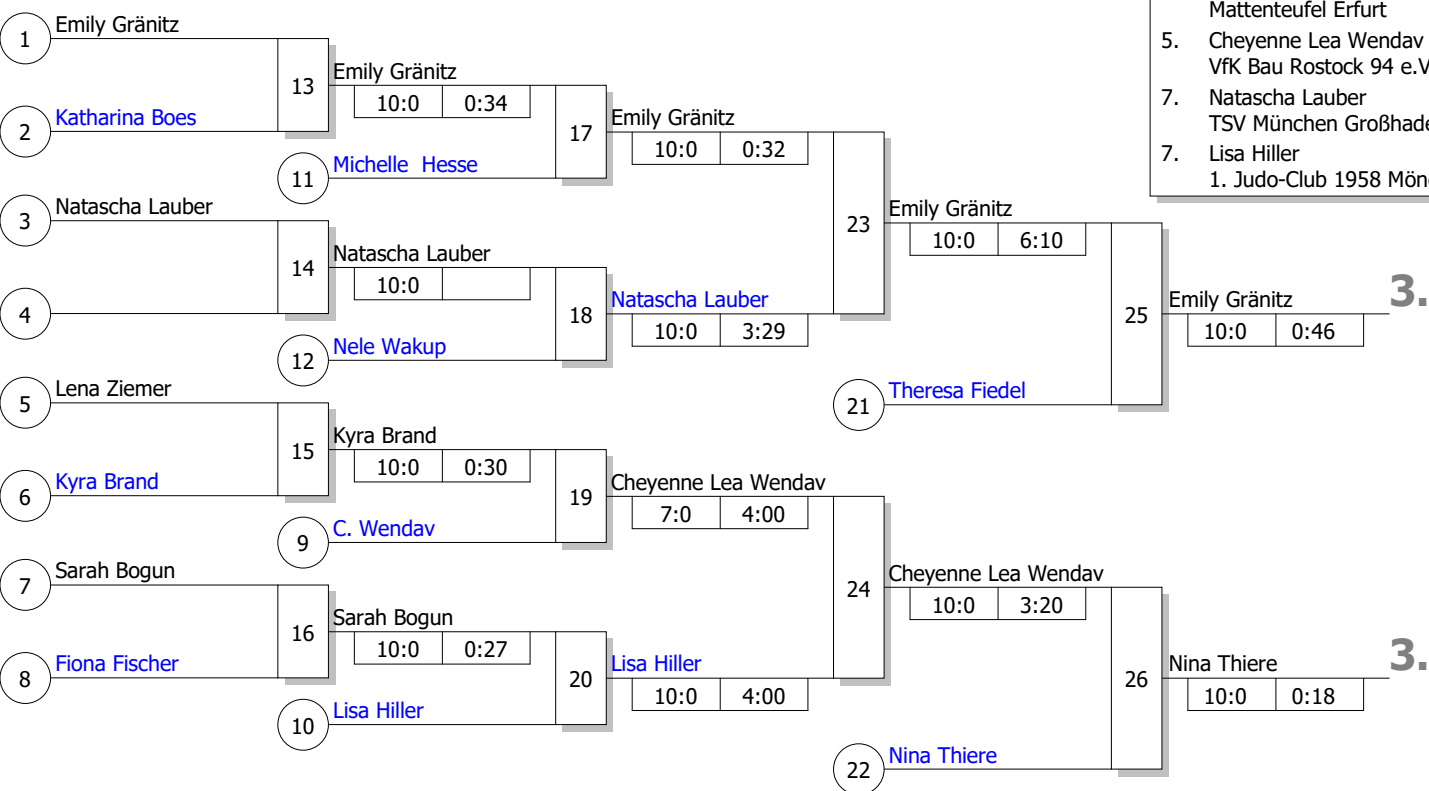 Mattenteufel Erfurt
5. Cheyenne Lea Wendav
VfK Bau Rostock 94 e.V
7. Natascha Lauber
TSV München Großhade
7. Lisa Hiller
1. Judo-Club 1958 Mön
1 Emily Gränitz
13
Emily Gränitz
10:0 0:34
2 Katharina Boes
17
Emily Gränitz
10:0 0:32
11 Michelle Hesse
3 Natascha Lauber
23
Emily Gränitz
10:0 6:10
14
Natascha Lauber
10:0
4
18
Natascha Lauber
10:0 3:29
12 Nele Wakup
25
Emily Gränitz
10:0 0:46
3.
5 Lena Ziemer
21 Theresa Fiedel
15
Kyra Brand
10:0 0:30
6 Kyra Brand
19
Cheyenne Lea Wendav
7:0 4:00
9 C. Wendav
7 Sarah Bogun
24
Cheyenne Lea Wendav
10:0 3:20
16
Sarah Bogun
10:0 0:27
8 Fiona Fischer
20
Lisa Hiller
10:0 4:00
10 Lisa Hiller
26
Nina Thiere
10:0 0:18
3.
22 Nina Thiere